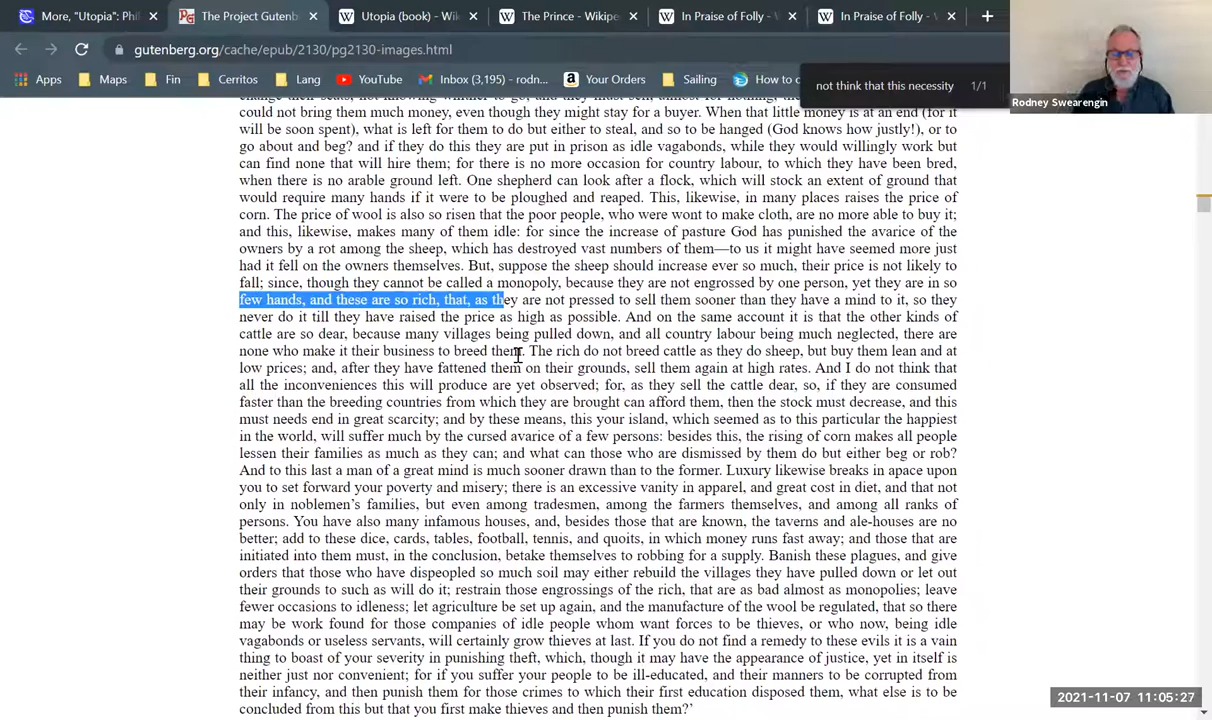 More, "Utopia": Phil
The Project Gutenb
Utopia (book) - Wik
The Prince - Wikipe
In Praise of Folly -
In Praise of Folly -
gutenberg.org/cache/epub/2130/pg2130-images.html
Apps Maps Fin Cerritos Lang YouTube Inbox (3,195) - rodn... Your Orders Sailing How to c
not think that this necessity 1/1
Rodney Swearengin
could not bring them much money, even though they might stay for a buyer. When that little money is at an end (for it
will be soon spent), what is left for them to do but either to steal, and so to be hanged (God knows how justly!), or to
go about and beg? and if they do this they are put in prison as idle vagabonds, while they would willingly work but
can find none that will hire them; for there is no more occasion for country labour, to which they have been bred,
when there is no arable ground left. One shepherd can look after a flock, which will stock an extent of ground that
would require many hands if it were to be ploughed and reaped. This, likewise, in many places raises the price of
corn. The price of wool is also so risen that the poor people, who were wont to make cloth, are no more able to buy it;
and this, likewise, makes many of them idle: for since the increase of pasture God has punished the avarice of the
owners by a rot among the sheep, which has destroyed vast numbers of them—to us it might have seemed more just
had it fell on the owners themselves. But, suppose the sheep should increase ever so much, their price is not likely to
fall; since, though they cannot be called a monopoly, because they are not engrossed by one person, yet they are in so
few hands, and these are so rich, that, as they are not pressed to sell them sooner than they have a mind to it, so they
never do it till they have raised the price as high as possible. And on the same account it is that the other kinds of
cattle are so dear, because many villages being pulled down, and all country labour being much neglected, there are
none who make it their business to breed them. The rich do not breed cattle as they do sheep, but buy them lean and at
low prices; and, after they have fattened them on their grounds, sell them again at high rates. And I do not think that
all the inconveniences this will produce are yet observed; for, as they sell the cattle dear, so, if they are consumed
faster than the breeding countries from which they are brought can afford them, then the stock must decrease, and this
must needs end in great scarcity; and by these means, this your island, which seemed as to this particular the happiest
in the world, will suffer much by the cursed avarice of a few persons: besides this, the rising of corn makes all people
lessen their families as much as they can; and what can those who are dismissed by them do but either beg or rob?
And to this last a man of a great mind is much sooner drawn than to the former. Luxury likewise breaks in apace upon
you to set forward your poverty and misery; there is an excessive vanity in apparel, and great cost in diet, and that not
only in noblemen's families, but even among tradesmen, among the farmers themselves, and among all ranks of
persons. You have also many infamous houses, and, besides those that are known, the taverns and ale-houses are no
better; add to these dice, cards, tables, football, tennis, and quoits, in which money runs fast away; and those that are
initiated into them must, in the conclusion, betake themselves to robbing for a supply. Banish these plagues, and give
orders that those who have dispeopled so much soil may either rebuild the villages they have pulled down or let out
their grounds to such as will do it; restrain those engrossings of the rich, that are as bad almost as monopolies; leave
fewer occasions to idleness; let agriculture be set up again, and the manufacture of the wool be regulated, that so there
may be work found for those companies of idle people whom want forces to be thieves, or who now, being idle
vagabonds or useless servants, will certainly grow thieves at last. If you do not find a remedy to these evils it is a vain
thing to boast of your severity in punishing theft, which, though it may have the appearance of justice, yet in itself is
neither just nor convenient; for if you suffer your people to be ill-educated, and their manners to be corrupted from
their infancy, and then punish them for those crimes to which their first education disposed them, what else is to be
concluded from this but that you first make thieves and then punish them?'
2021-11-07 11:05:27